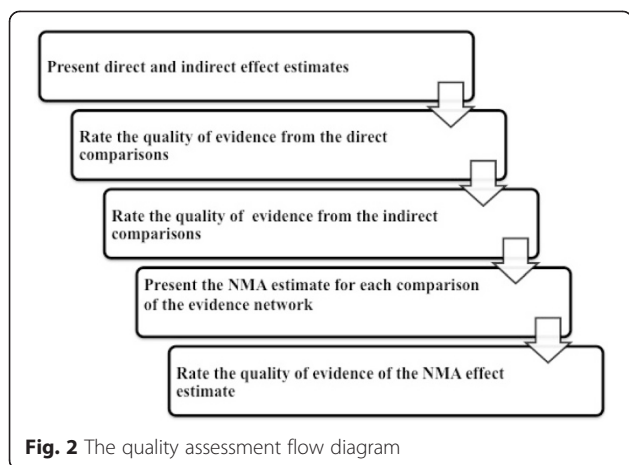 Present direct and indirect effect estimates
Rate the quality of evidence from the direct
comparisons
Rate the quality of evidence from the indirect
comparisons
Present the NMA estimate for each comparison
of the evidence network
Rate the quality of evidence of the NMA effect
estimate
Fig. 2 The quality assessment flow diagram